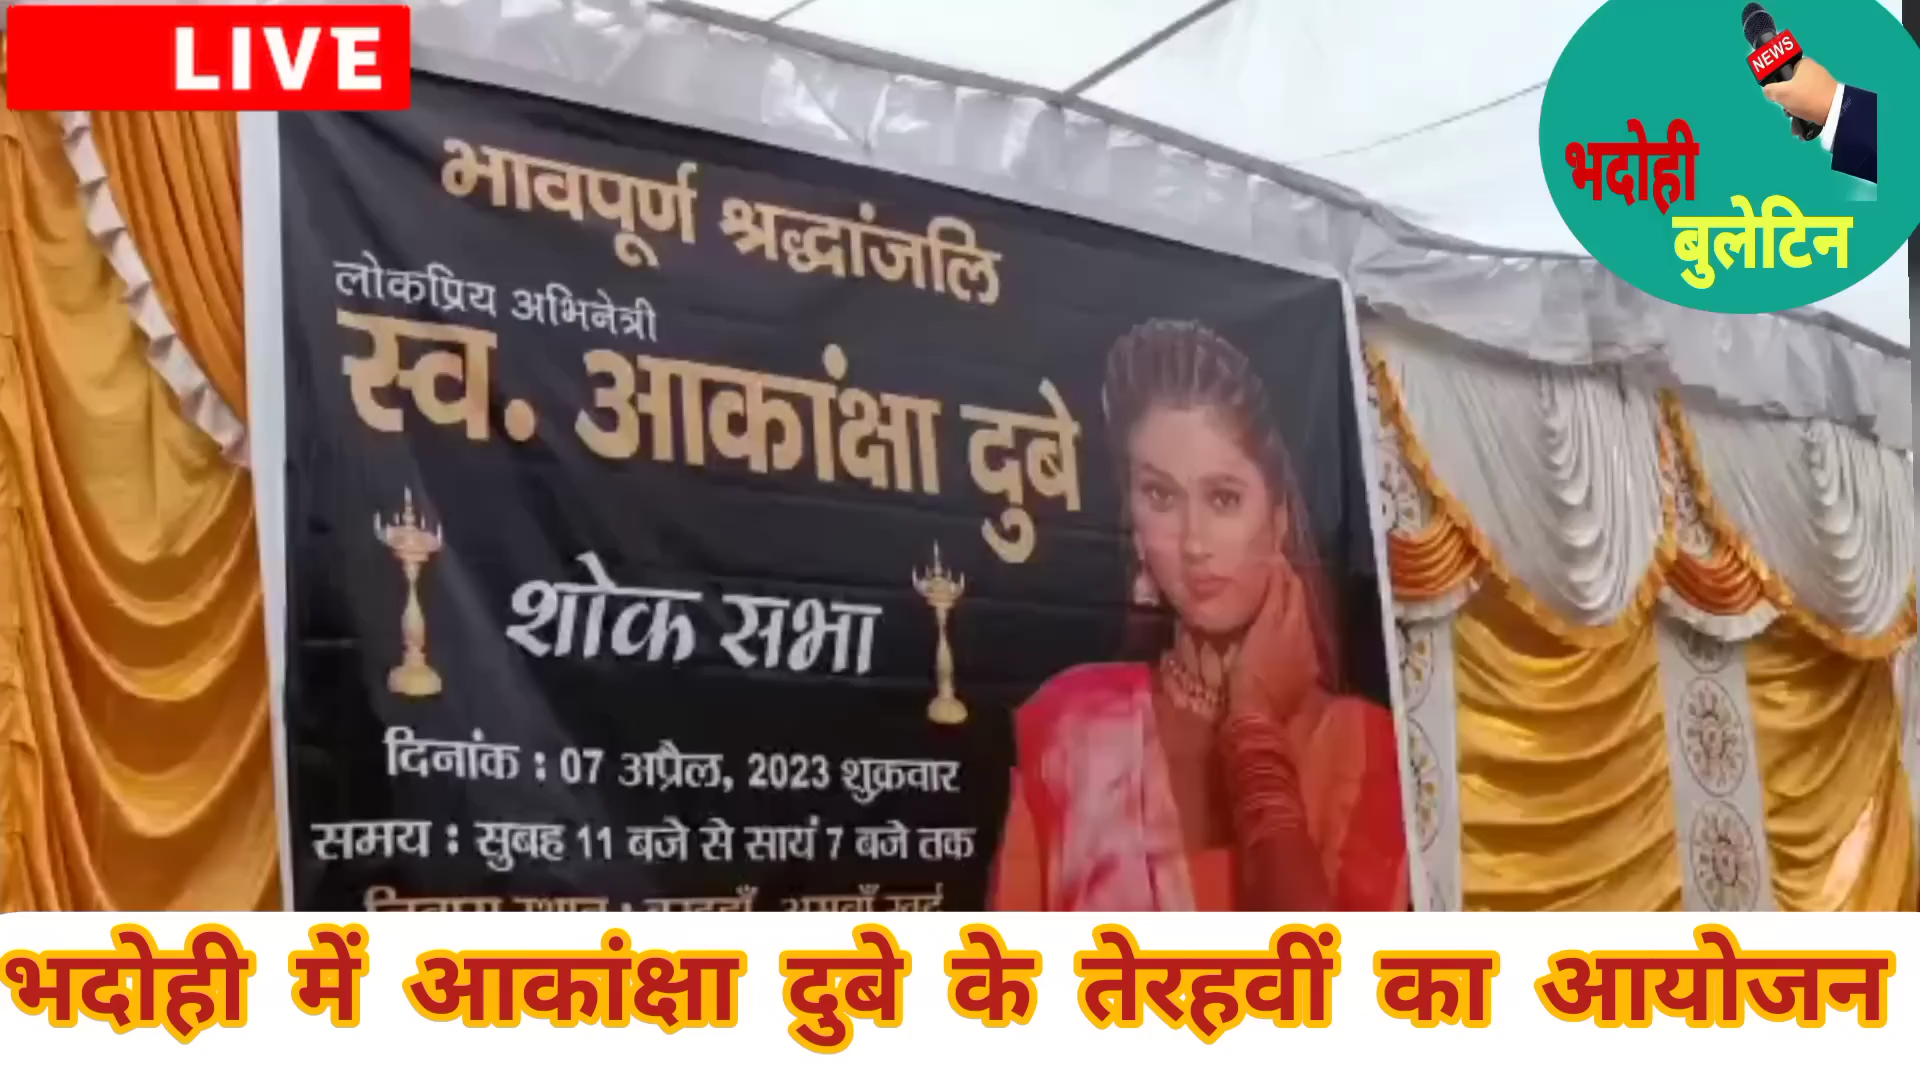 LIVE
NEWS
भदोही
बुलेटिन
भावपूर्ण श्रद्धांजलि
लोकप्रिय अभिनेत्री
स्व. आकांक्षा दुबे
शोक सभा
दिनांक : 07 अप्रैल, 2023 शुक्रवार
समय : सुबह 11 बजे से सायं 7 बजे तक
भदोही में आकांक्षा दुबे के तेरहवीं का आयोजन